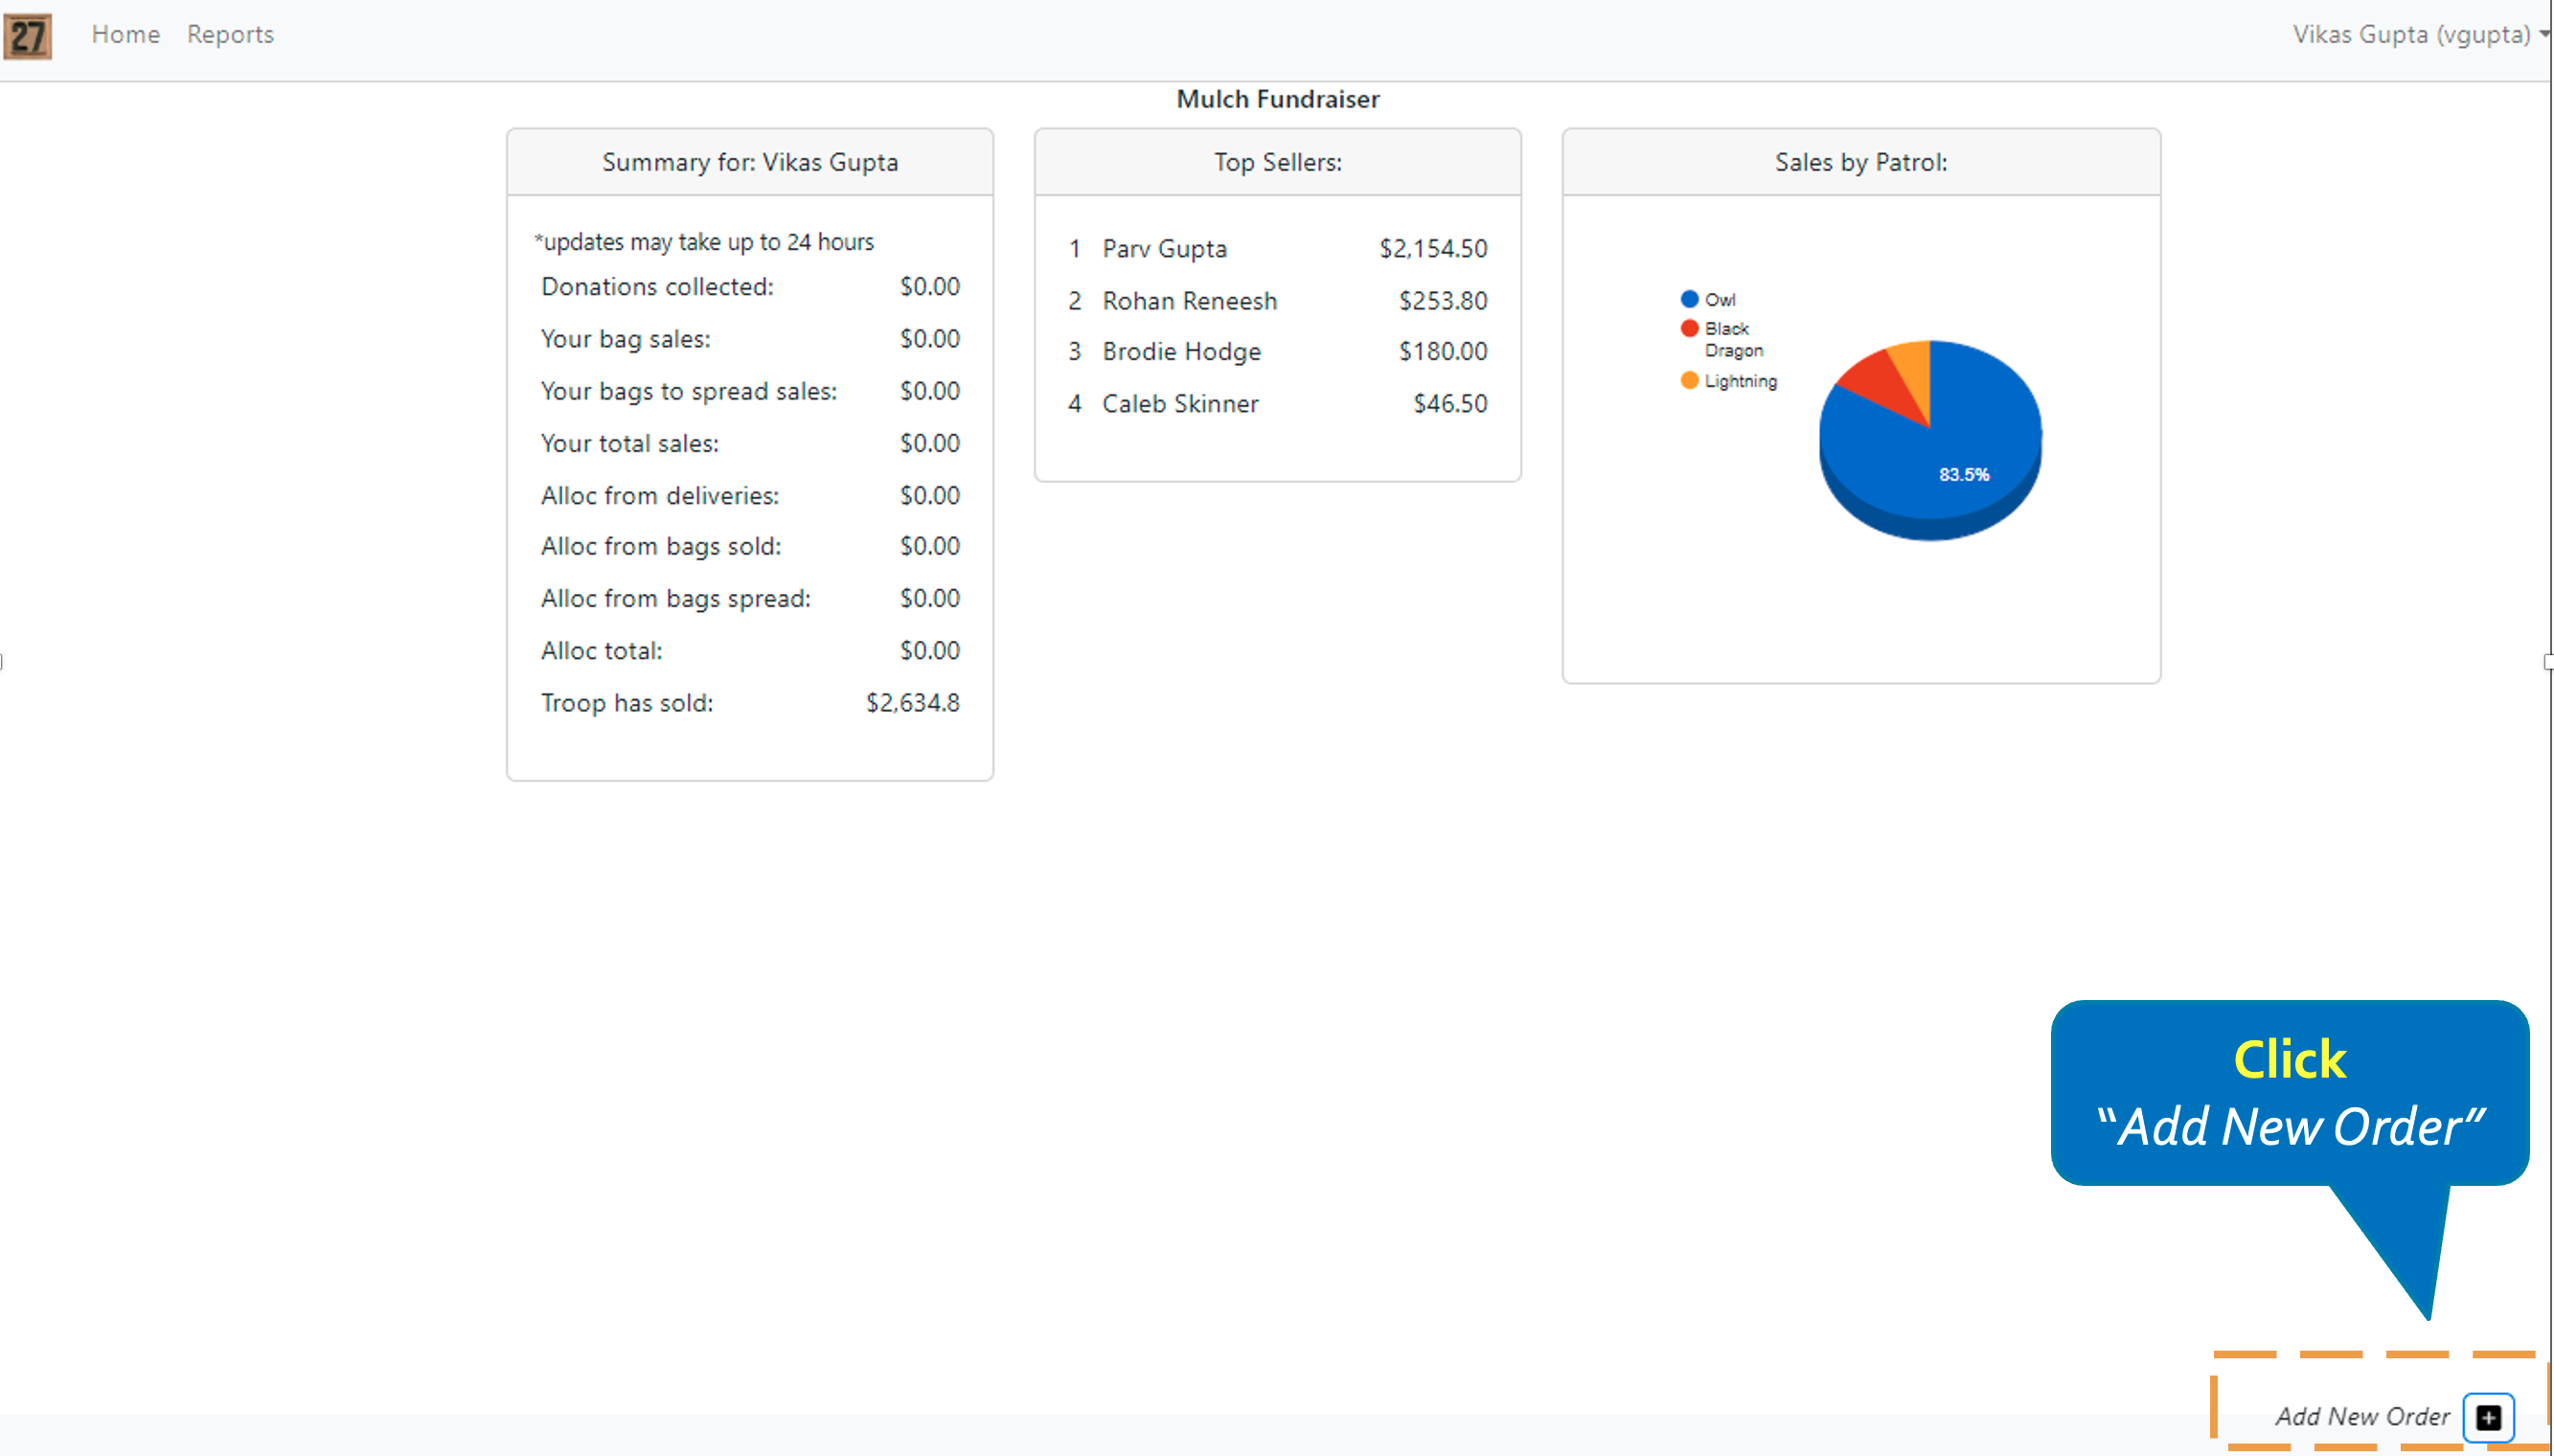 27 Home Reports Vikas Gupta (vgupta)
Mulch Fundraiser
Summary for: Vikas Gupta
*updates may take up to 24 hours
Donations collected: $0.00
Your bag sales: $0.00
Your bags to spread sales: $0.00
Your total sales: $0.00
Alloc from deliveries: $0.00
Alloc from bags sold: $0.00
Alloc from bags spread: $0.00
Alloc total: $0.00
Troop has sold: $2,634.8
Top Sellers:
1 Parv Gupta $2,154.50
2 Rohan Reneesh $253.80
3 Brodie Hodge $180.00
4 Caleb Skinner $46.50
Sales by Patrol:
Owl
Black
Dragon
Lightning
83.5%
Click
“Add New Order”
Add New Order